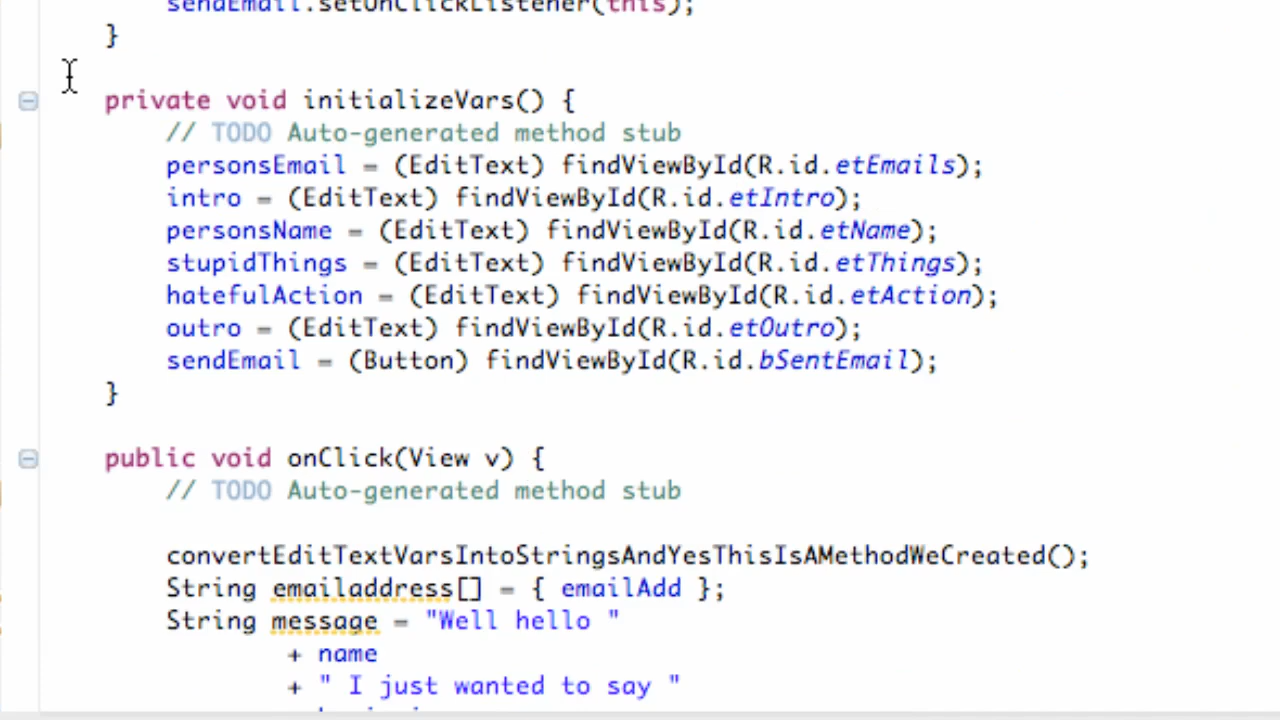 sendEmail.setOnClickListener(this);
}
private void initializeVars() {
// TODO Auto-generated method stub
personsEmail = (EditText) findViewById(R.id.etEmails);
intro = (EditText) findViewById(R.id.etIntro);
personsName = (EditText) findViewById(R.id.etName);
stupidThings = (EditText) findViewById(R.id.etThings);
hatefulAction = (EditText) findViewById(R.id.etAction);
outro = (EditText) findViewById(R.id.etOutro);
sendEmail = (Button) findViewById(R.id.bSentEmail);
}
public void onClick(View v) {
// TODO Auto-generated method stub
convertEditTextVarsIntoStringsAndYesThisIsAMethodWeCreated();
String emailaddress[] = { emailAdd };
String message = "Well hello "
+ name
+ " I just wanted to say "